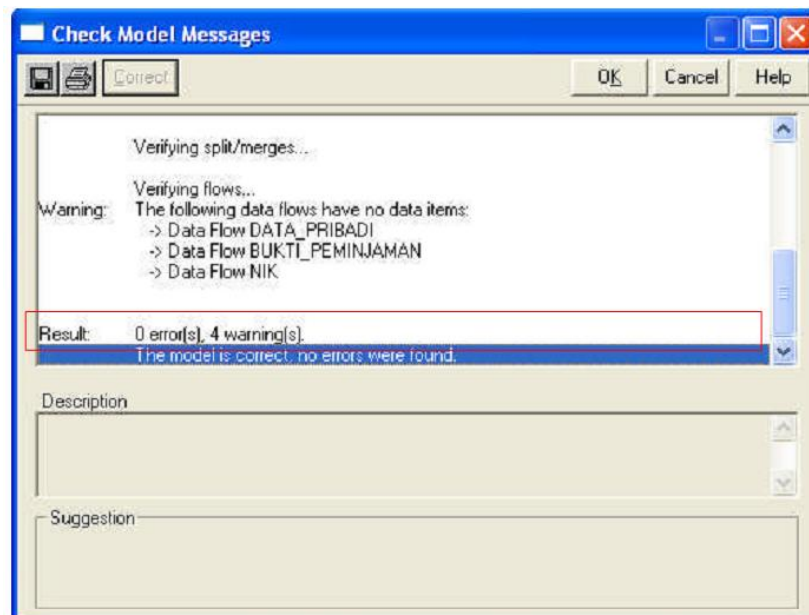 Check Model Messages
Correct
OK
Cancel
Help
Verifying split/merges...
Verifying flows...
Warning: The following data flows have no data items:
-> Data Flow DATA_PRIBADI
-> Data Flow BUKTI_PEMINJAMAN
-> Data Flow NIK
Result: 0 error(s), 4 warning(s).
The model is correct, no errors were found.
Description
Suggestion